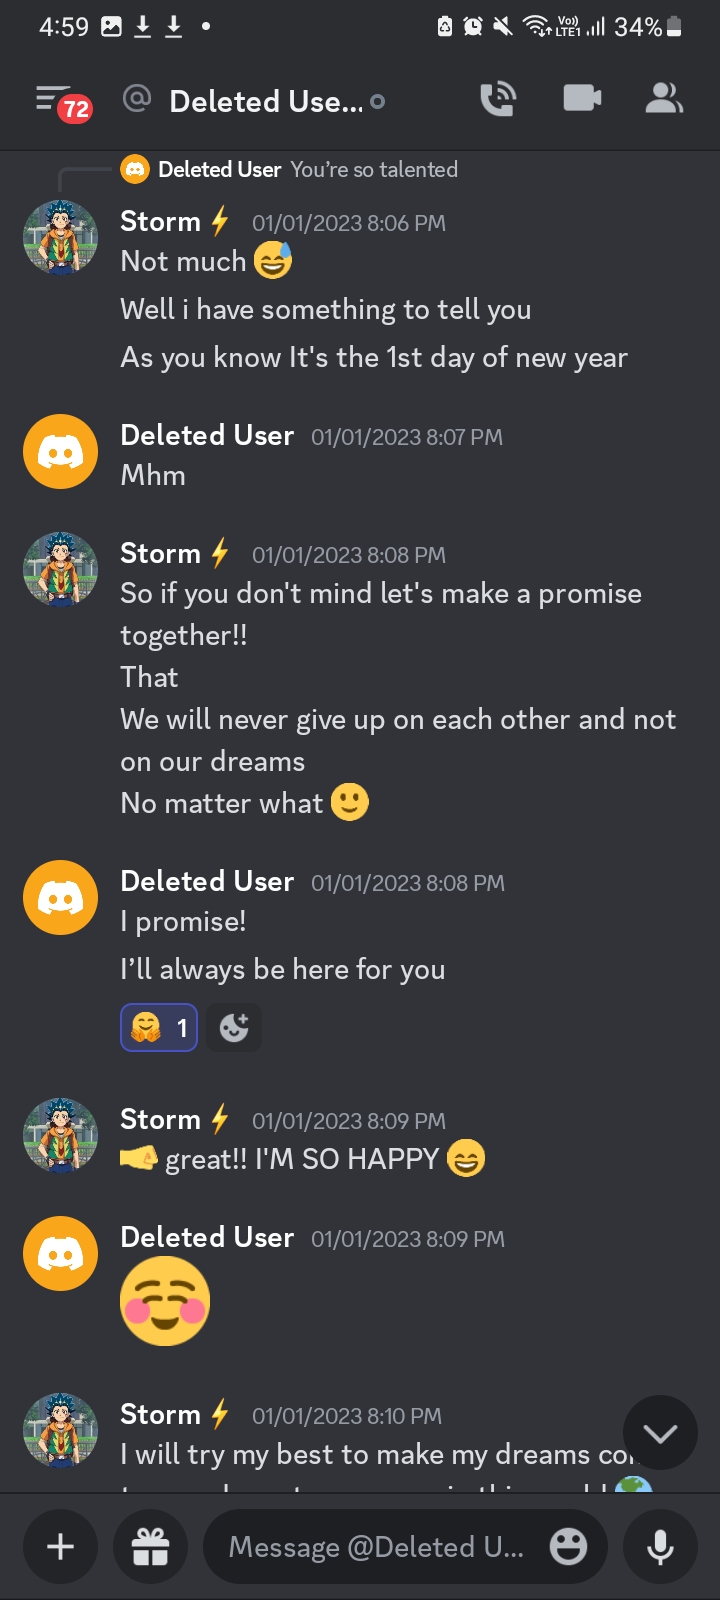 4:59
Vo))
LTE1
34%
72
Deleted Use...
Deleted User You're so talented
Storm⚡ 01/01/2023 8:06 PM
Not much 😅
Well i have something to tell you
As you know It's the 1st day of new year
Deleted User 01/01/2023 8:07 PM
Mhm
Storm⚡ 01/01/2023 8:08 PM
So if you don't mind let's make a promise
together!!
That
We will never give up on each other and not
on our dreams
No matter what 🙂
Deleted User 01/01/2023 8:08 PM
I promise!
I’ll always be here for you
🤗 1
Storm⚡ 01/01/2023 8:09 PM
🤜 great!! I'M SO HAPPY 😄
Deleted User 01/01/2023 8:09 PM
☺️
Storm⚡ 01/01/2023 8:10 PM
I will try my best to make my dreams
Message @Deleted U...